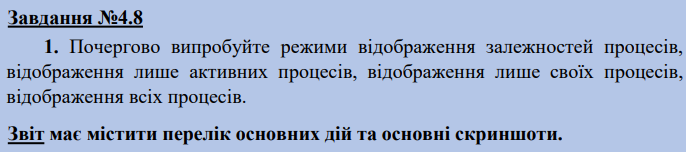 Завдання №4.8
1. Почергово випробуйте режими відображення залежностей процесів,
відображення лише активних процесів, відображення лише своїх процесів,
відображення всіх процесів.
Звіт має містити перелік основних дій та основні скриншоти.